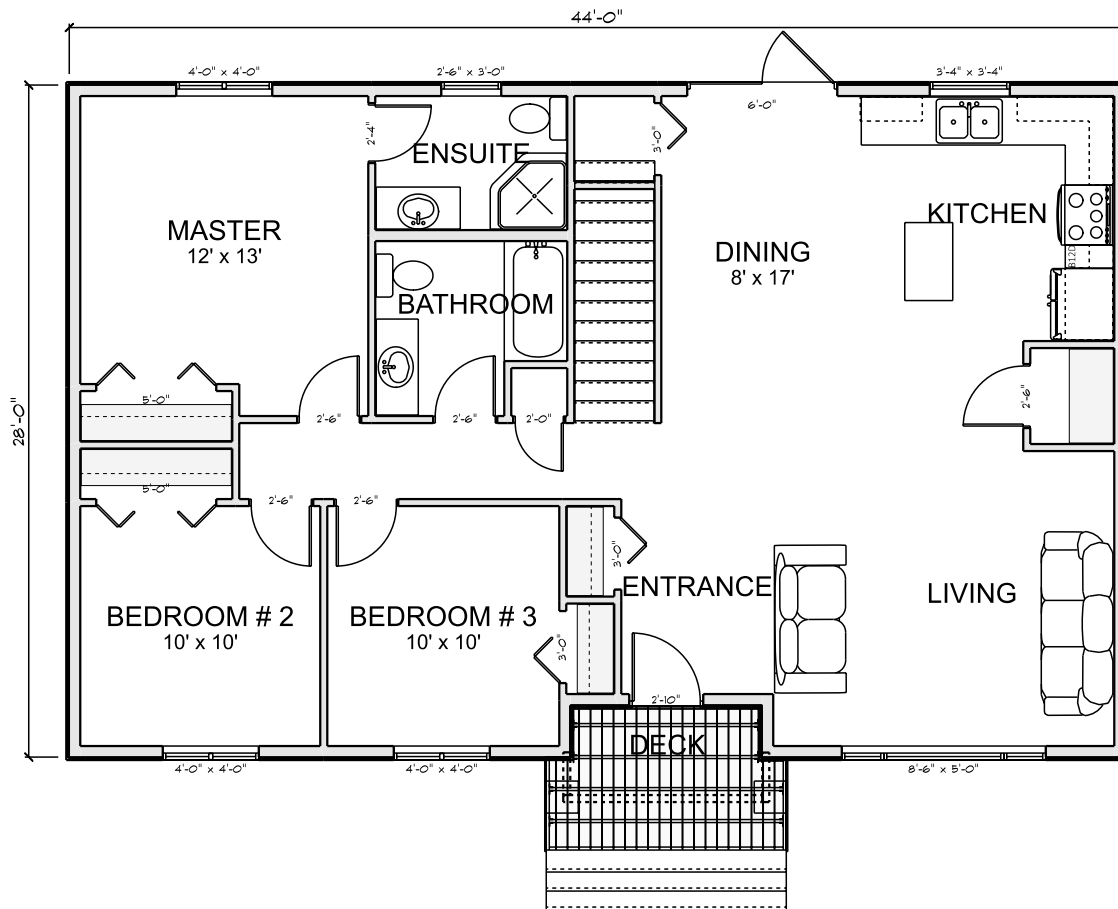 44'-0"
4'-0" x 4'-0"
2'-6" x 3'-0"
3'-4" x 3'-4"
6'-0"
2'-4"
3'-0"
ENSUITE
MASTER
12' x 13'
KITCHEN
DINING
8' x 17'
B12D
BATHROOM
5'-0"
2'-6"
2'-6"
2'-0"
2'-6"
28'-0"
5'-0"
2'-6"
2'-6"
3'-0"
ENTRANCE
LIVING
BEDROOM # 2
10' x 10'
BEDROOM # 3
10' x 10'
3'-0"
2'-10"
DECK
4'-0" x 4'-0"
4'-0" x 4'-0"
8'-6" x 5'-0"